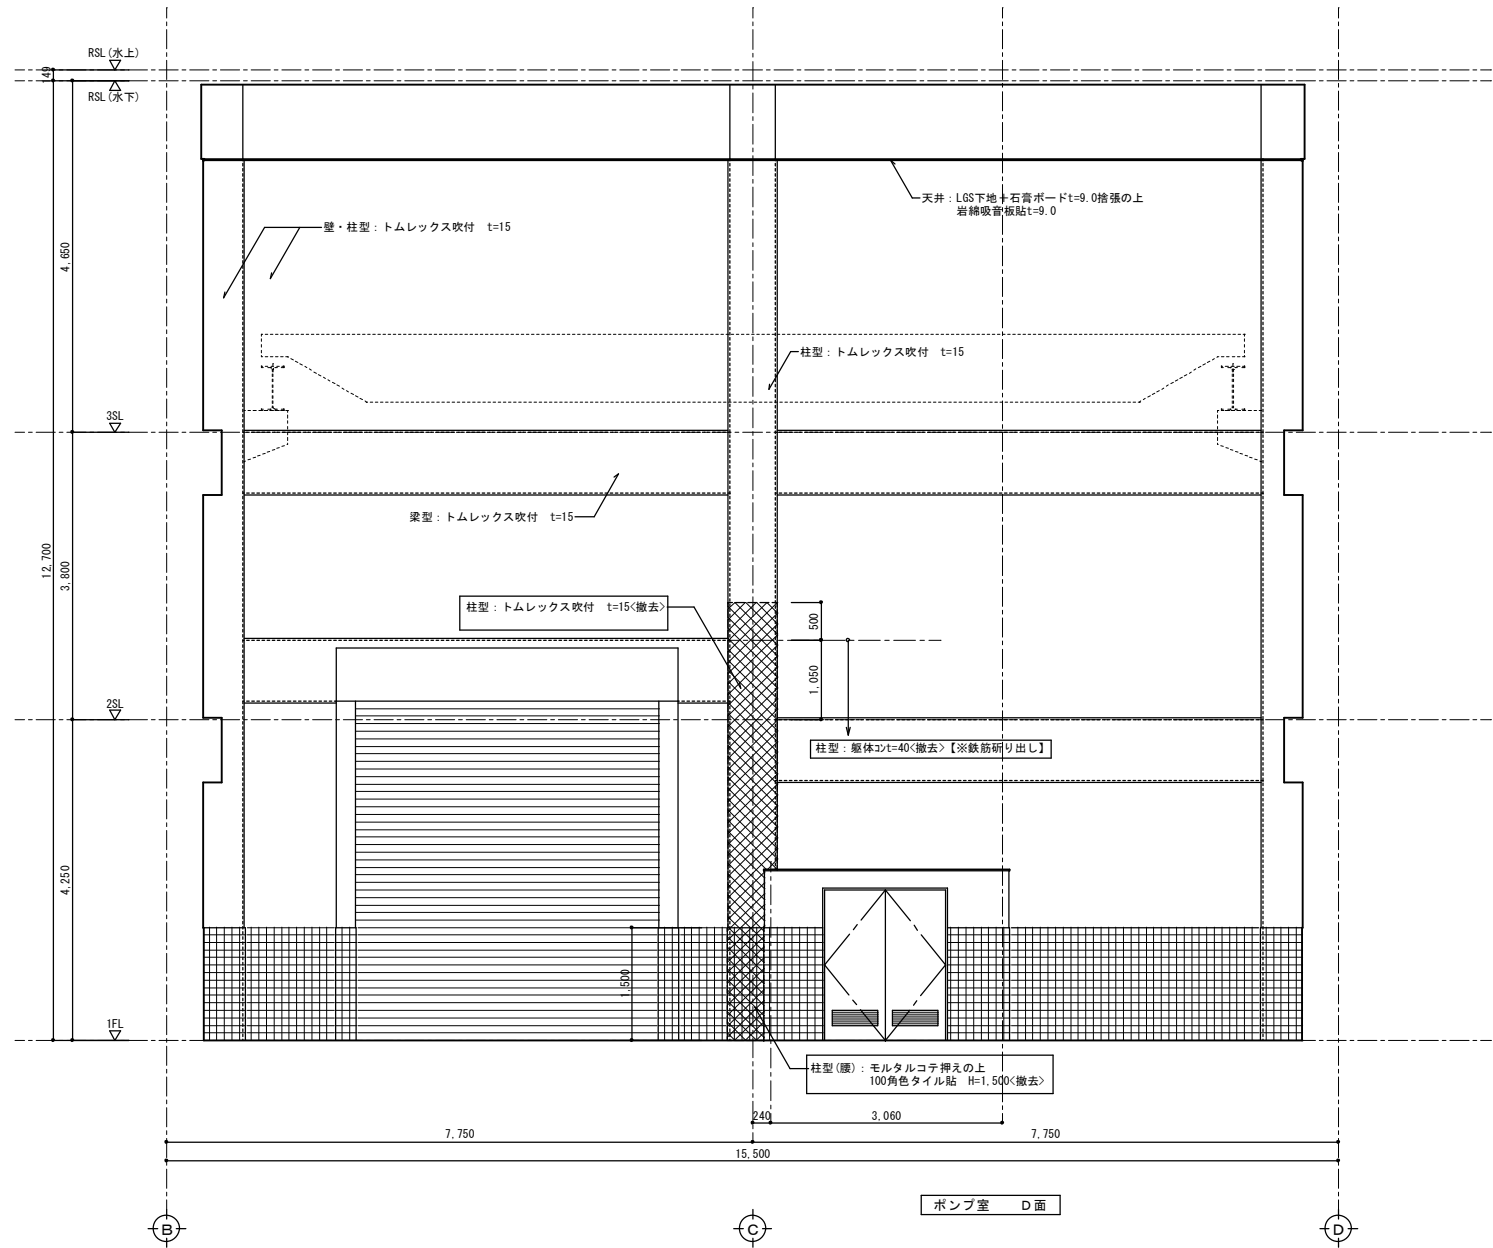 RSL(水上)
149
RSL(水下)
天井：LGS下地＋石膏ボードt=9.0捨張の上
岩綿吸音板貼t=9.0
壁・柱型：トムレックス吹付　t=15
4,650
柱型：トムレックス吹付　t=15
3SL
梁型：トムレックス吹付　t=15
12,700
3,800
柱型：トムレックス吹付　t=15<撤去>
500
1,050
2SL
柱型：躯体コンt=40<撤去>【※鉄筋斫り出し】
4,250
1,500
1FL
柱型(腰)：モルタルコテ押えの上
100角色タイル貼　H=1,500<撤去>
240
3,060
7,750
7,750
15,500
ポンプ室　　D面
B
C
D